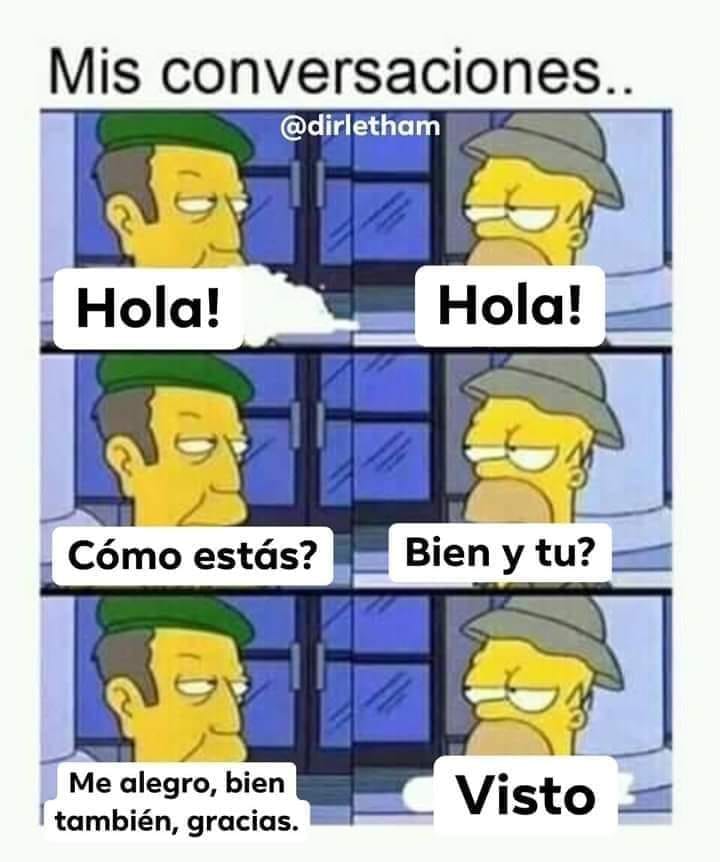 Mis conversaciones..
@dirletham
Hola!
Hola!
Cómo estás?
Bien y tu?
Me alegro, bien
también, gracias.
Visto